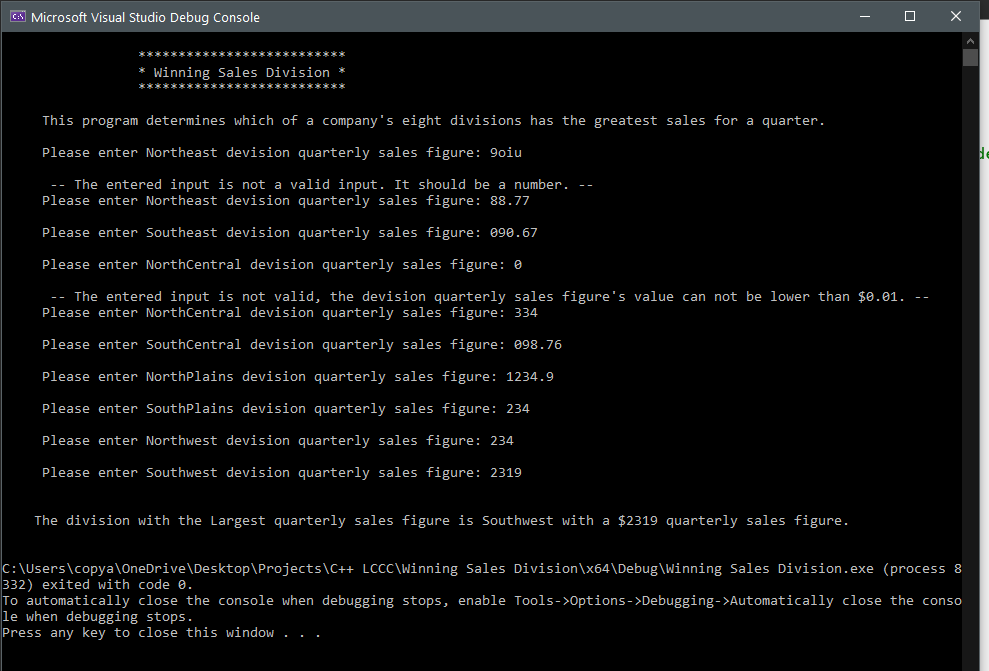 Microsoft Visual Studio Debug Console
**************************
* Winning Sales Division *
**************************
This program determines which of a company's eight divisions has the greatest sales for a quarter.
Please enter Northeast devision quarterly sales figure: 9oiu
-- The entered input is not a valid input. It should be a number. --
Please enter Northeast devision quarterly sales figure: 88.77
Please enter Southeast devision quarterly sales figure: 090.67
Please enter NorthCentral devision quarterly sales figure: 0
-- The entered input is not valid, the devision quarterly sales figure's value can not be lower than $0.01. --
Please enter NorthCentral devision quarterly sales figure: 334
Please enter SouthCentral devision quarterly sales figure: 098.76
Please enter NorthPlains devision quarterly sales figure: 1234.9
Please enter SouthPlains devision quarterly sales figure: 234
Please enter Northwest devision quarterly sales figure: 234
Please enter Southwest devision quarterly sales figure: 2319
The division with the Largest quarterly sales figure is Southwest with a $2319 quarterly sales figure.
C:\Users\copya\OneDrive\Desktop\Projects\C++ LCCC\Winning Sales Division\x64\Debug\Winning Sales Division.exe (process 8
332) exited with code 0.
To automatically close the console when debugging stops, enable Tools->Options->Debugging->Automatically close the conso
le when debugging stops.
Press any key to close this window . . .